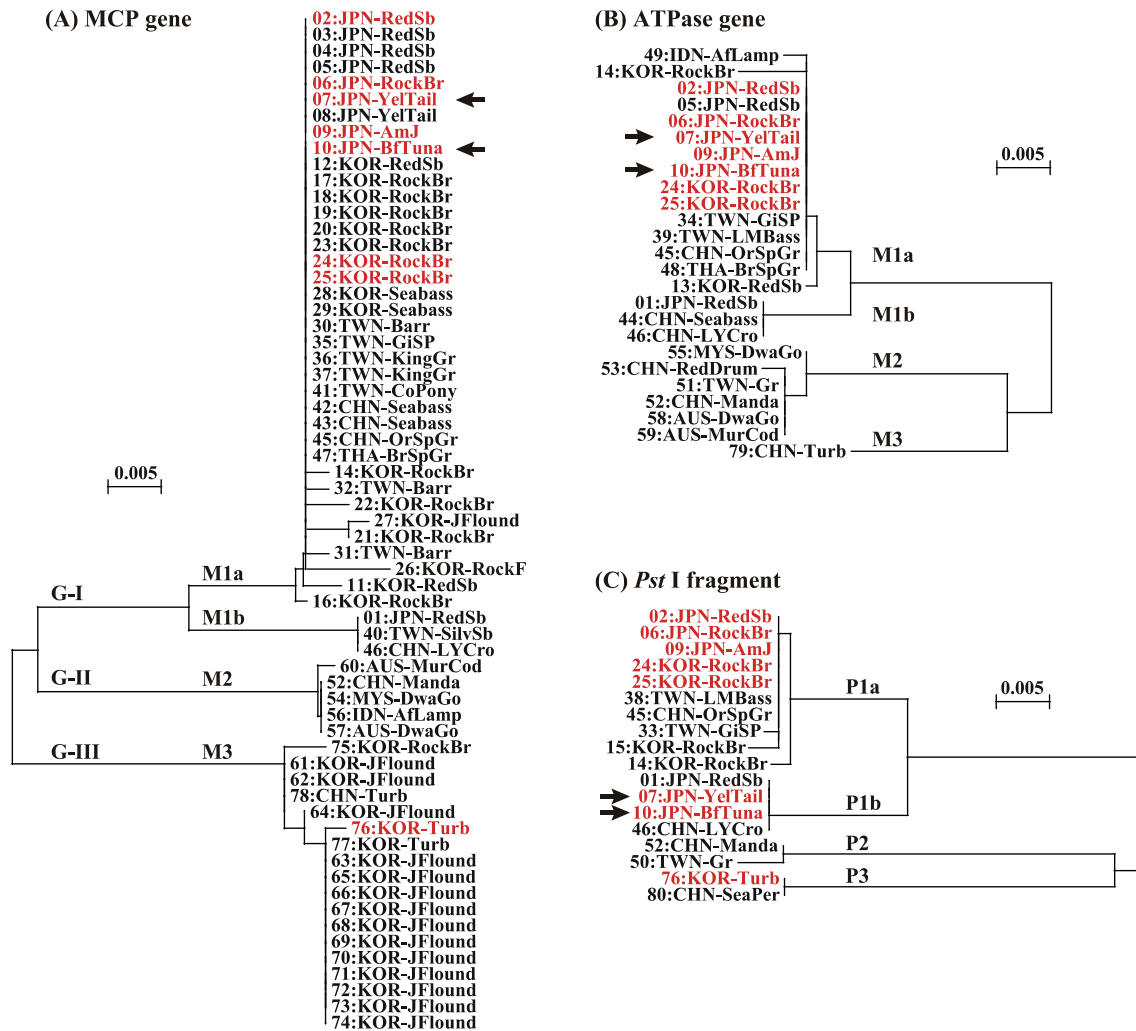 (A) MCP gene
02:JPN-RedSb
03:JPN-RedSb
04:JPN-RedSb
05:JPN-RedSb
06:JPN-RockBr
07:JPN-YelTail
08:JPN-YelTail
09:JPN-AmJ
10:JPN-BfTuna
12:KOR-RedSb
17:KOR-RockBr
18:KOR-RockBr
19:KOR-RockBr
20:KOR-RockBr
23:KOR-RockBr
24:KOR-RockBr
25:KOR-RockBr
28:KOR-Seabass
29:KOR-Seabass
30:TWN-Barr
35:TWN-GiSP
36:TWN-KingGr
37:TWN-KingGr
41:TWN-CoPony
42:CHN-Seabass
43:CHN-Seabass
45:CHN-OrSpGr
47:THA-BrSpGr
14:KOR-RockBr
0.005
32:TWN-Barr
22:KOR-RockBr
27:KOR-JFlound
21:KOR-RockBr
31:TWN-Barr
26:KOR-RockF
M1a
11:KOR-RedSb
G-I
16:KOR-RockBr
M1b
01:JPN-RedSb
40:TWN-SilvSb
46:CHN-LYCro
60:AUS-MurCod
G-II
M2
52:CHN-Manda
54:MYS-DwaGo
56:IDN-AfLamp
57:AUS-DwaGo
75:KOR-RockBr
G-III
M3
61:KOR-JFlound
62:KOR-JFlound
78:CHN-Turb
64:KOR-JFlound
76:KOR-Turb
77:KOR-Turb
63:KOR-JFlound
65:KOR-JFlound
66:KOR-JFlound
67:KOR-JFlound
68:KOR-JFlound
69:KOR-JFlound
70:KOR-JFlound
71:KOR-JFlound
72:KOR-JFlound
73:KOR-JFlound
74:KOR-JFlound
(B) ATPase gene
49:IDN-AfLamp
14:KOR-RockBr
02:JPN-RedSb
05:JPN-RedSb
06:JPN-RockBr
07:JPN-YelTail
09:JPN-AmJ
10:JPN-BfTuna
0.005
24:KOR-RockBr
25:KOR-RockBr
34:TWN-GiSP
39:TWN-LMBass
45:CHN-OrSpGr
M1a
48:THA-BrSpGr
13:KOR-RedSb
01:JPN-RedSb
44:CHN-Seabass
M1b
46:CHN-LYCro
55:MYS-DwaGo
53:CHN-RedDrum
M2
51:TWN-Gr
52:CHN-Manda
58:AUS-DwaGo
59:AUS-MurCod
M3
79:CHN-Turb
(C) Pst I fragment
02:JPN-RedSb
06:JPN-RockBr
09:JPN-AmJ
24:KOR-RockBr
25:KOR-RockBr
38:TWN-LMBass
P1a
0.005
45:CHN-OrSpGr
33:TWN-GiSP
15:KOR-RockBr
14:KOR-RockBr
01:JPN-RedSb
07:JPN-YelTail
P1b
10:JPN-BfTuna
46:CHN-LYCro
52:CHN-Manda
P2
50:TWN-Gr
76:KOR-Turb
P3
80:CHN-SeaPer